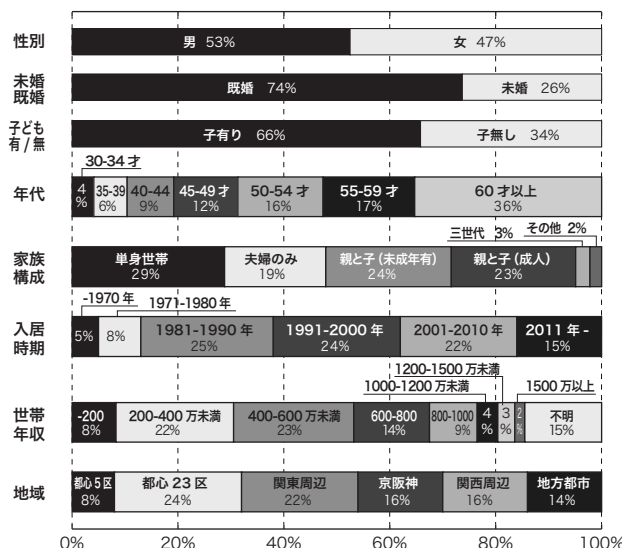 性別
男 53%
女 47%
未婚
既婚
既婚 74%
未婚 26%
子ども
有/無
子有り 66%
子無し 34%
30-34 才
年代
4
%
35-39
6%
40-44
9%
45-49 才
12%
50-54 才
16%
55-59 才
17%
60 才以上
36%
三世代 3%
その他 2%
家族
構成
単身世帯
29%
夫婦のみ
19%
親と子(未成年有)
24%
親と子(成人)
23%
-1970 年
1971-1980年
入居
時期
5%
8%
1981-1990 年
25%
1991-2000 年
24%
2001-2010 年
22%
2011 年 -
15%
1200-1500 万未満
1000-1200 万未満
1500 万以上
世帯
年収
-200
8%
200-400 万未満
22%
400-600 万未満
23%
600-800
14%
800-1000
9%
4
%
3
%
2
%
不明
15%
地域
都心 5 区
8%
都心 23 区
24%
関東周辺
22%
京阪神
16%
関西周辺
16%
地方都市
14%
0%
20%
40%
60%
80%
100%